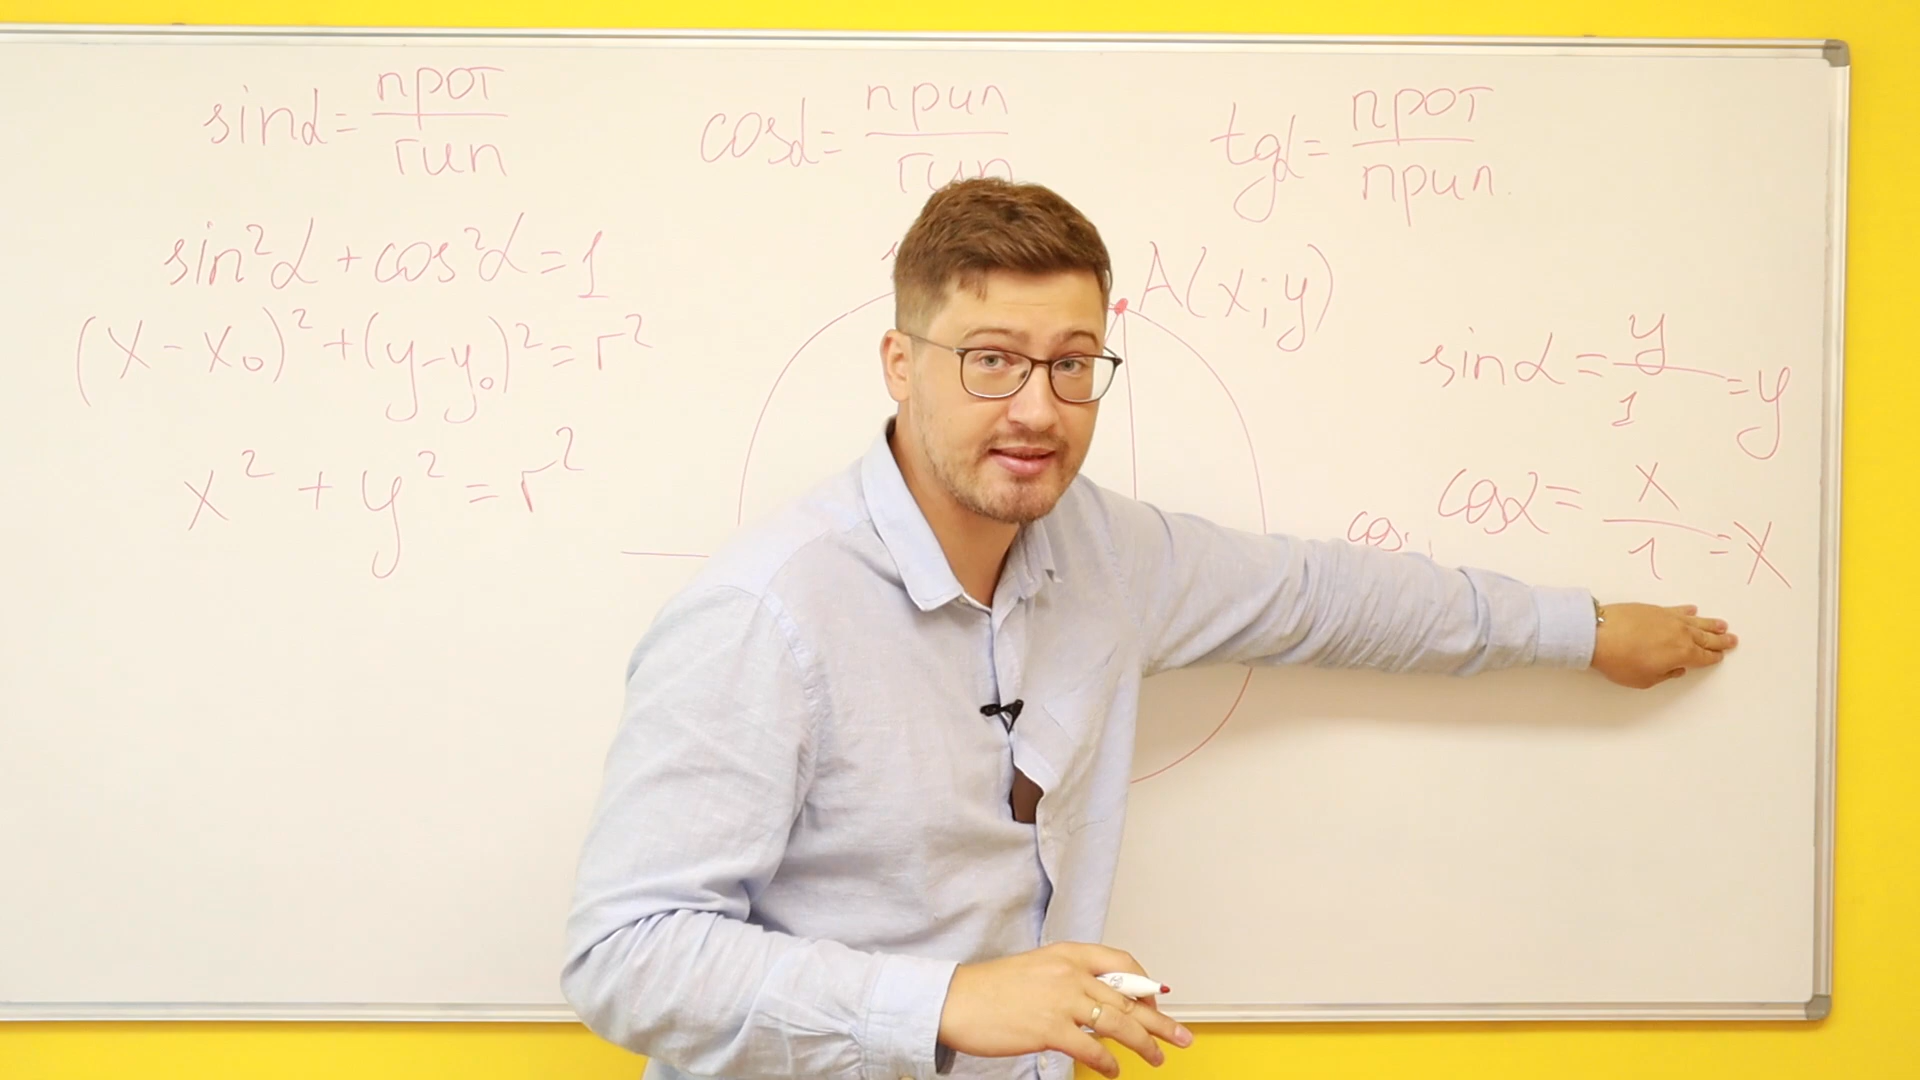 sinα = прот/гип
cosα = прил/гип
tgα = прот/прил.
sin²α + cos²α = 1
(x - x₀)² + (y - y₀)² = r²
x² + y² = r²
A(x; y)
cos
sinα = y/1 = y
cosα = x/1 = x